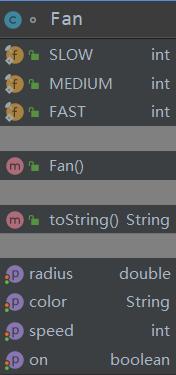 Fan
SLOW int
MEDIUM int
FAST int
Fan()
toString() String
radius double
color String
speed int
on boolean